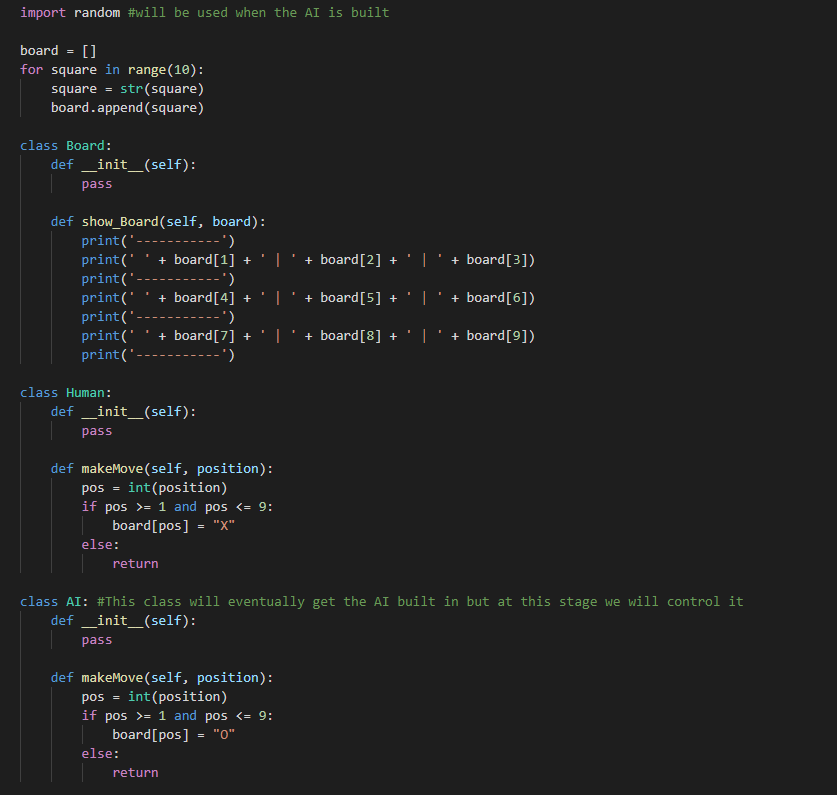 import random #will be used when the AI is built

board = []
for square in range(10):
    square = str(square)
    board.append(square)

class Board:
    def __init__(self):
        pass

    def show_Board(self, board):
        print('-----------')
        print(' ' + board[1] + ' | ' + board[2] + ' | ' + board[3])
        print('-----------')
        print(' ' + board[4] + ' | ' + board[5] + ' | ' + board[6])
        print('-----------')
        print(' ' + board[7] + ' | ' + board[8] + ' | ' + board[9])
        print('-----------')

class Human:
    def __init__(self):
        pass

    def makeMove(self, position):
        pos = int(position)
        if pos >= 1 and pos <= 9:
            board[pos] = "X"
        else:
            return

class AI: #This class will eventually get the AI built in but at this stage we will control it
    def __init__(self):
        pass

    def makeMove(self, position):
        pos = int(position)
        if pos >= 1 and pos <= 9:
            board[pos] = "O"
        else:
            return